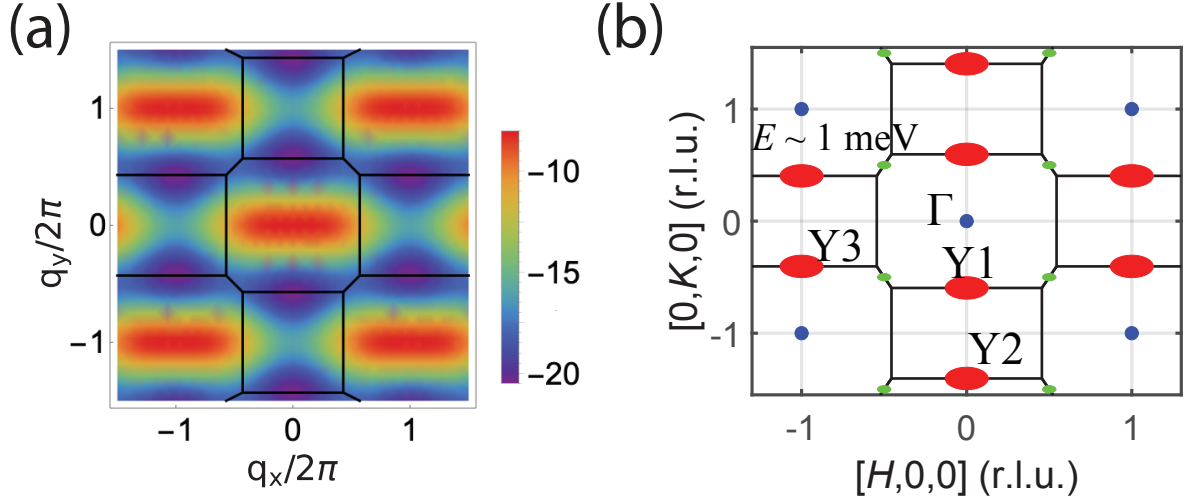 (a)
1
0
−1
q_y/2π
−1
0
1
q_x/2π
−10
−15
−20
(b)
1
0
-1
[0,K,0] (r.l.u.)
E ~ 1 meV
Γ
Y3
Y1
Y2
-1
0
1
[H,0,0] (r.l.u.)